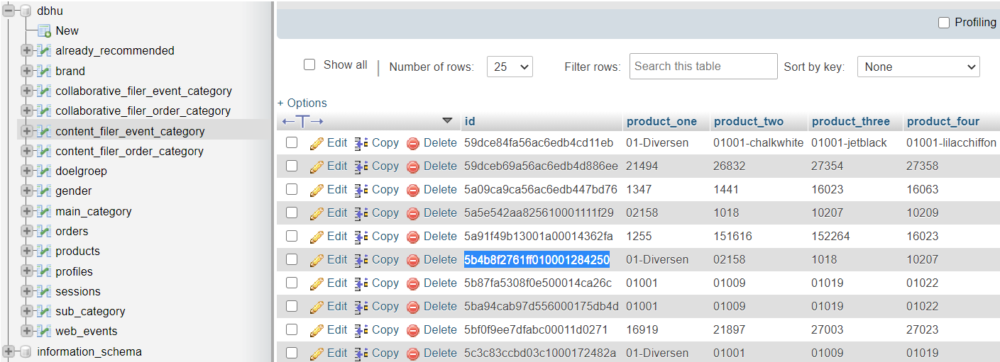 dbhu
New
already_recommended
brand
collaborative_filer_event_category
collaborative_filer_order_category
content_filer_event_category
content_filer_order_category
doelgroep
gender
main_category
orders
products
profiles
sessions
sub_category
web_events
information_schema
Profiling
Show all Number of rows: 25 Filter rows: Search this table Sort by key: None
+ Options
id product_one product_two product_three product_four
Edit Copy Delete 59dce84fa56ac6edb4cd11eb 01-Diversen 01001-chalkwhite 01001-jetblack 01001-lilacchiffon
Edit Copy Delete 59dceb69a56ac6edb4d886ee 21494 26832 27354 27358
Edit Copy Delete 5a09ca9ca56ac6edb447bd76 1347 1441 16023 16063
Edit Copy Delete 5a5e542aa825610001111f29 02158 1018 10207 10209
Edit Copy Delete 5a91f49b13001a00014362fa 1255 151616 152264 16023
Edit Copy Delete 5b4b8f2761ff010001284250 01-Diversen 02158 1018 10207
Edit Copy Delete 5b87fa5308f0e500014ca26c 01001 01009 01019 01022
Edit Copy Delete 5ba94cab97d556000175db4d 01001 01009 01019 01022
Edit Copy Delete 5bf0f9ee7dfabc00011d0271 16919 21897 27003 27023
Edit Copy Delete 5c3c83ccbd03c1000172482a 01-Diversen 01001 01009 01019